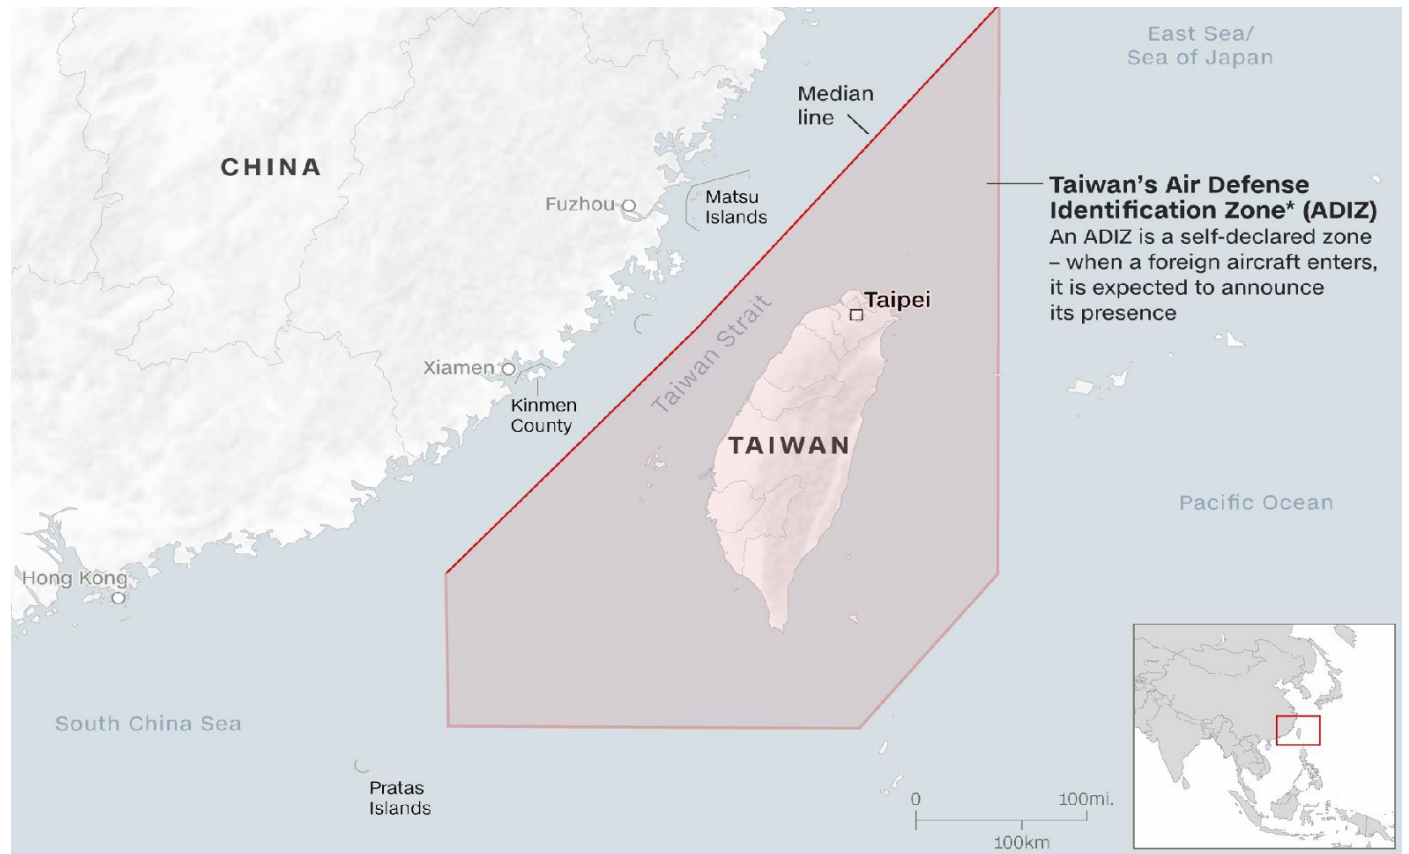 East Sea/
Sea of Japan
Median
line
CHINA
Taiwan's Air Defense
Identification Zone* (ADIZ)
An ADIZ is a self-declared zone
– when a foreign aircraft enters,
it is expected to announce
its presence
Matsu
Islands
Fuzhou
Taipei
Taiwan Strait
Xiamen
Kinmen
County
TAIWAN
Pacific Ocean
Hong Kong
South China Sea
Pratas
Islands
0
100mi.
100km